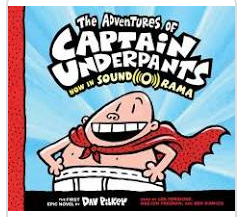 THE ADVENTURES OF
CAPTAIN
UNDERPANTS
NOW IN SOUND-O-RAMA
THE FIRST
EPIC NOVEL BY DAV PILKEY